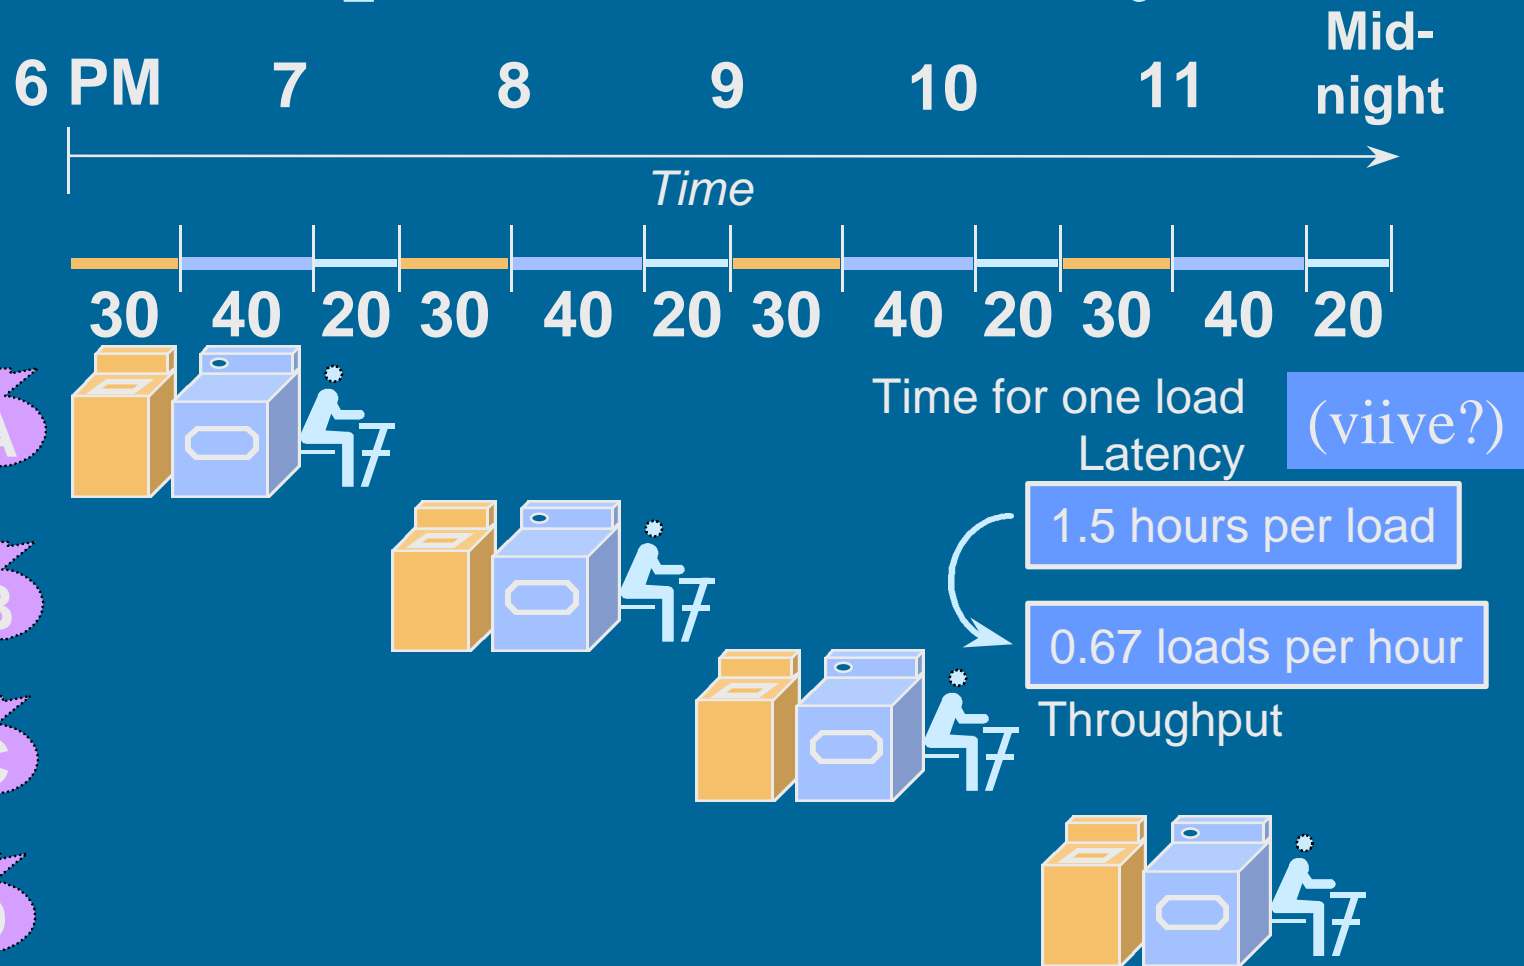 6 PM 7 8 9 10 11 Mid-
night
Time
30 40 20 30 40 20 30 40 20 30 40 20
A
Time for one load
Latency
(viive?)
1.5 hours per load
B
0.67 loads per hour
Throughput
C
D